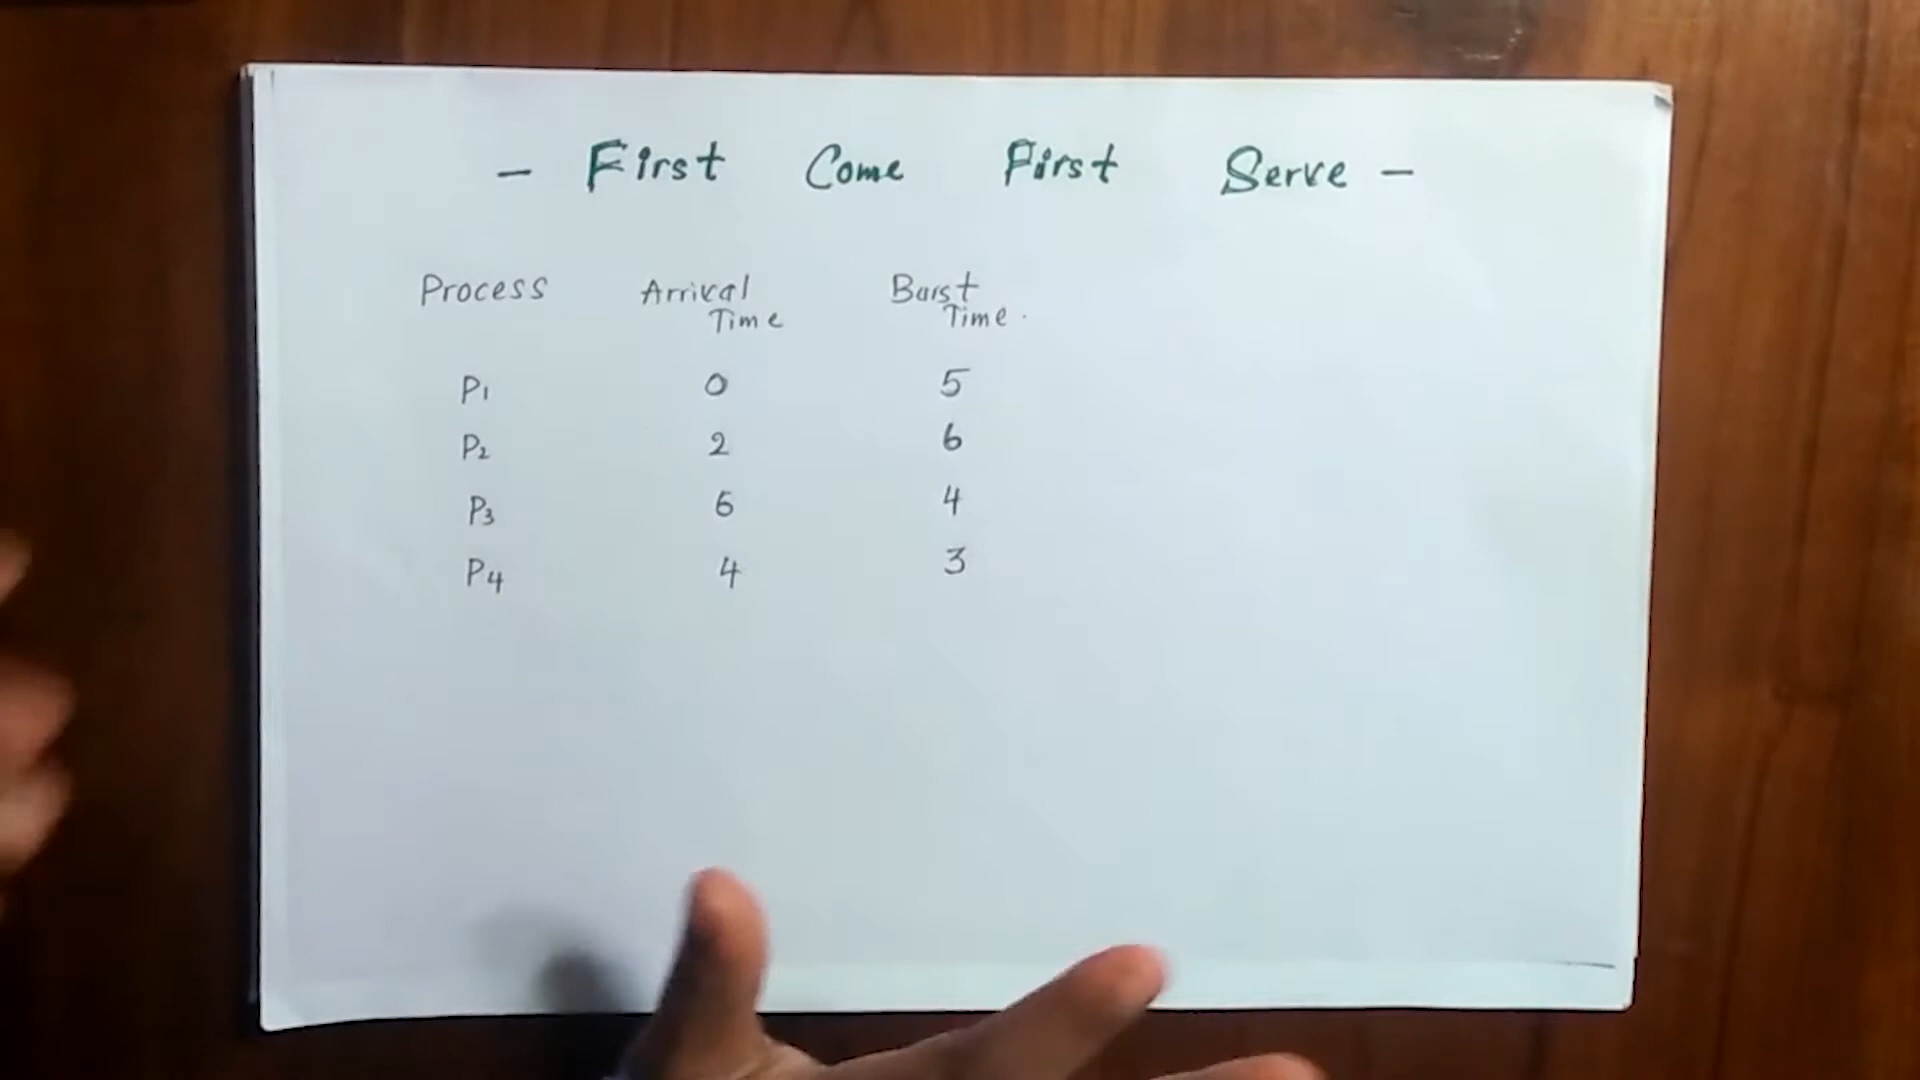 - First Come First Serve -
Process Arrival Time Burst Time.
P1 0 5
P2 2 6
P3 6 4
P4 4 3